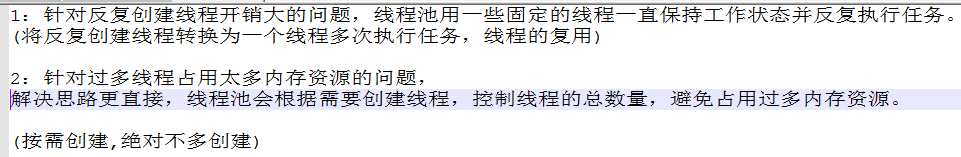 1：针对反复创建线程开销大的问题，线程池用一些固定的线程一直保持工作状态并反复执行任务。
(将反复创建线程转换为一个线程多次执行任务，线程的复用)
2：针对过多线程占用太多内存资源的问题，
解决思路更直接，线程池会根据需要创建线程，控制线程的总数量，避免占用过多内存资源。
(按需创建,绝对不多创建)